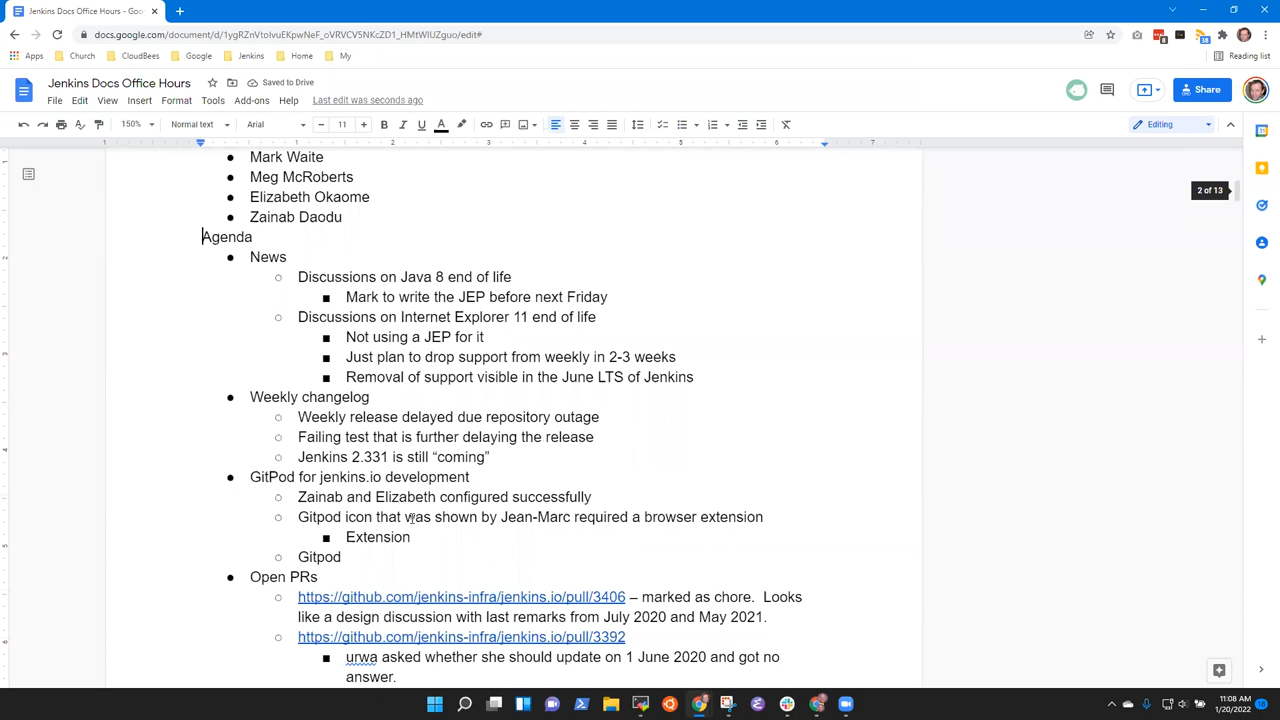 Jenkins Docs Office Hours - Goo
docs.google.com/document/d/1ygRZnVtoIvuEKpwNeF_oVRVCV5NKcZD1_HMtWIUZguo/edit#
8
38
Apps Church CloudBees Google Jenkins Home My Reading list
Jenkins Docs Office Hours Saved to Drive
File Edit View Insert Format Tools Add-ons Help Last edit was seconds ago
Share
150% Normal text Arial 11 Editing
1 1 2 3 4 5 6 7
Mark Waite
Meg McRoberts
2 of 13
Elizabeth Okaome
Zainab Daodu
Agenda
News
Discussions on Java 8 end of life
Mark to write the JEP before next Friday
Discussions on Internet Explorer 11 end of life
Not using a JEP for it
Just plan to drop support from weekly in 2-3 weeks
Removal of support visible in the June LTS of Jenkins
Weekly changelog
Weekly release delayed due repository outage
Failing test that is further delaying the release
Jenkins 2.331 is still “coming”
GitPod for jenkins.io development
Zainab and Elizabeth configured successfully
Gitpod icon that was shown by Jean-Marc required a browser extension
Extension
Gitpod
Open PRs
https://github.com/jenkins-infra/jenkins.io/pull/3406 – marked as chore. Looks
like a design discussion with last remarks from July 2020 and May 2021.
https://github.com/jenkins-infra/jenkins.io/pull/3392
urwa asked whether she should update on 1 June 2020 and got no
answer.
11:08 AM
1/20/2022